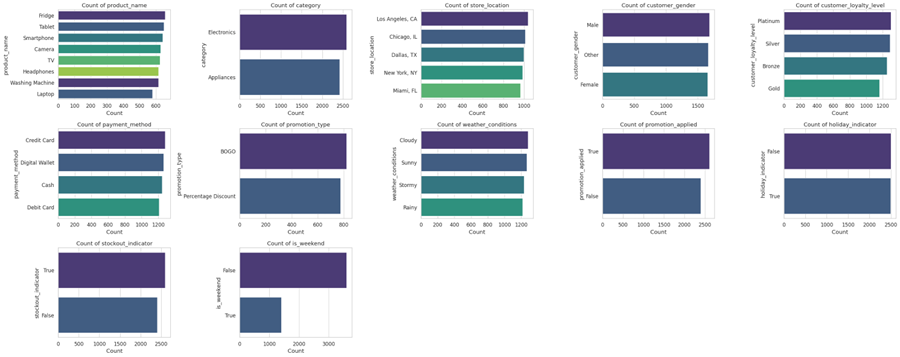 Count of product_name
product_name
Fridge
Tablet
Smartphone
Camera
TV
Headphones
Washing Machine
Laptop
0 100 200 300 400 500 600
Count
Count of category
category
Electronics
Appliances
0 500 1000 1500 2000 2500
Count
Count of store_location
store_location
Los Angeles, CA
Chicago, IL
Dallas, TX
New York, NY
Miami, FL
0 200 400 600 800 1000
Count
Count of customer_gender
customer_gender
Male
Other
Female
0 500 1000 1500
Count
Count of customer_loyalty_level
customer_loyalty_level
Platinum
Silver
Bronze
Gold
0 200 400 600 800 1000 1200
Count
Count of payment_method
payment_method
Credit Card
Digital Wallet
Cash
Debit Card
0 200 400 600 800 1000 1200
Count
Count of promotion_type
promotion_type
BOGO
Percentage Discount
0 200 400 600 800
Count
Count of weather_conditions
weather_conditions
Cloudy
Sunny
Stormy
Rainy
0 200 400 600 800 1000 1200
Count
Count of promotion_applied
promotion_applied
True
False
0 500 1000 1500 2000 2500
Count
Count of holiday_indicator
holiday_indicator
False
True
0 500 1000 1500 2000 2500
Count
Count of stockout_indicator
stockout_indicator
True
False
0 500 1000 1500 2000 2500
Count
Count of is_weekend
is_weekend
False
True
0 1000 2000 3000
Count